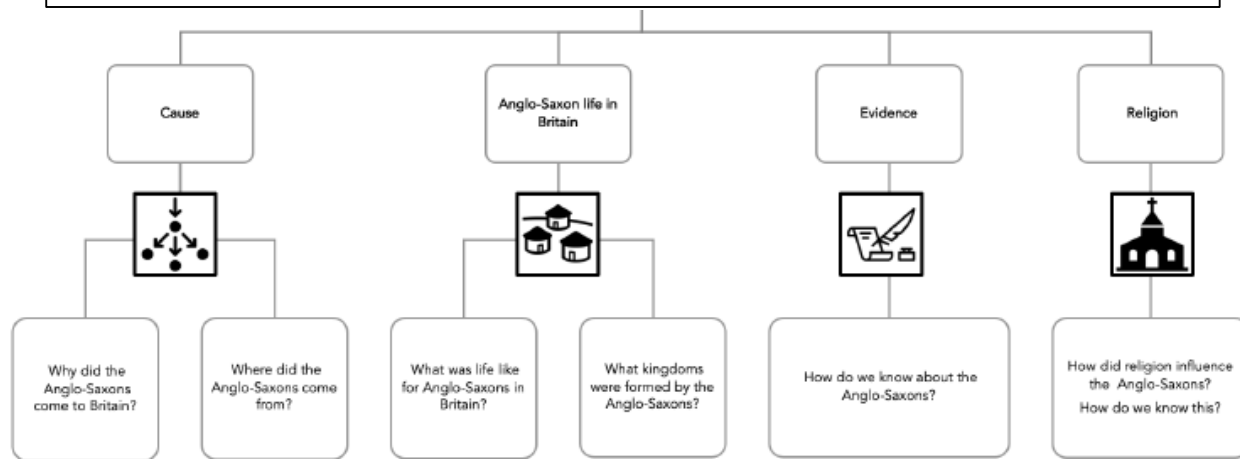 Cause
Anglo-Saxon life in
Britain
Evidence
Religion
Why did the
Anglo-Saxons
come to Britain?
Where did the
Anglo-Saxons come
from?
What was life like
for Anglo-Saxons in
Britain?
What kingdoms
were formed by the
Anglo-Saxons?
How do we know about the
Anglo-Saxons?
How did religion influence
the Anglo-Saxons?
How do we know this?